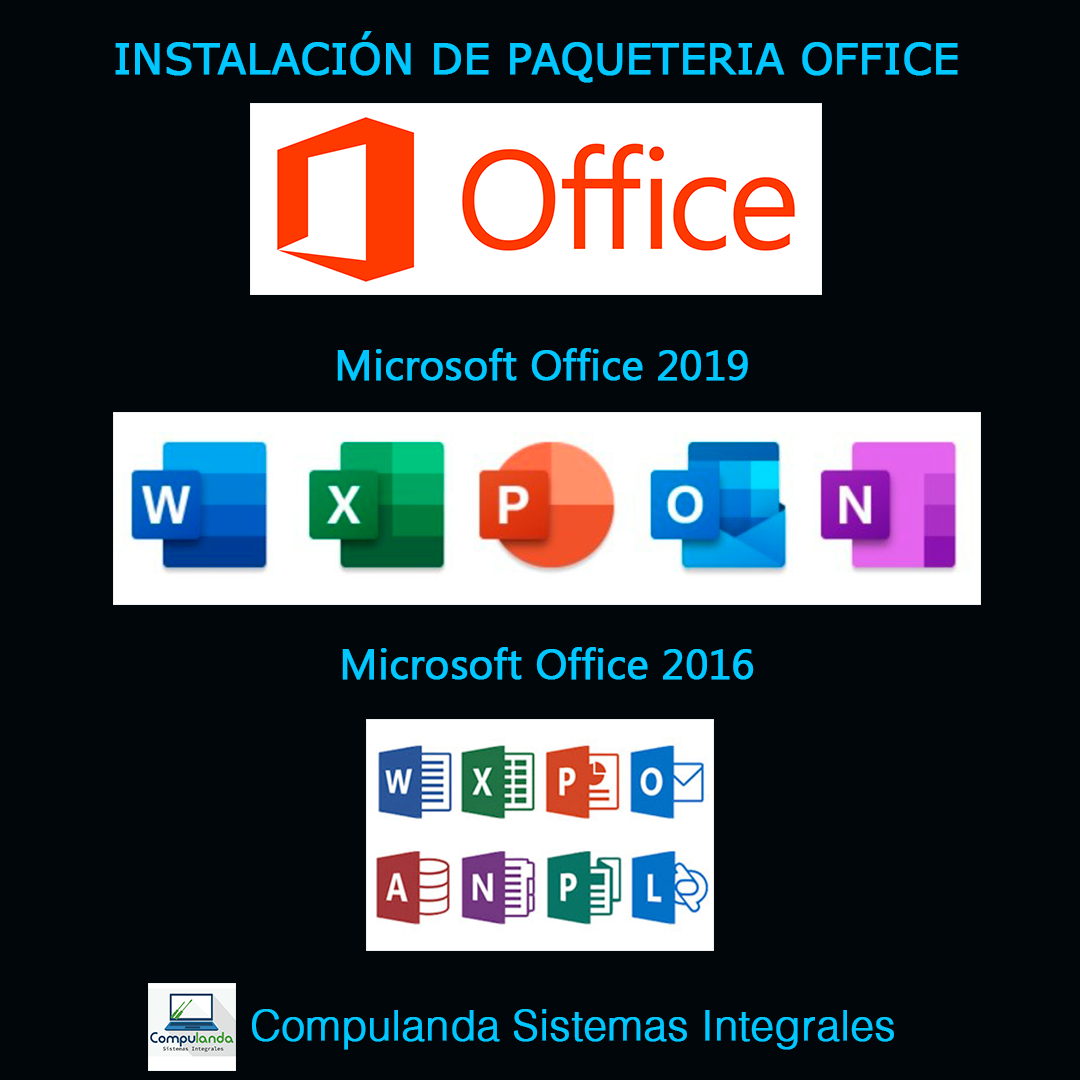 INSTALACIÓN DE PAQUETERIA OFFICE
Office
Microsoft Office 2019
W X P O N
Microsoft Office 2016
W X P O
A N P L
Compulanda
Sistemas Integrales
Compulanda Sistemas Integrales